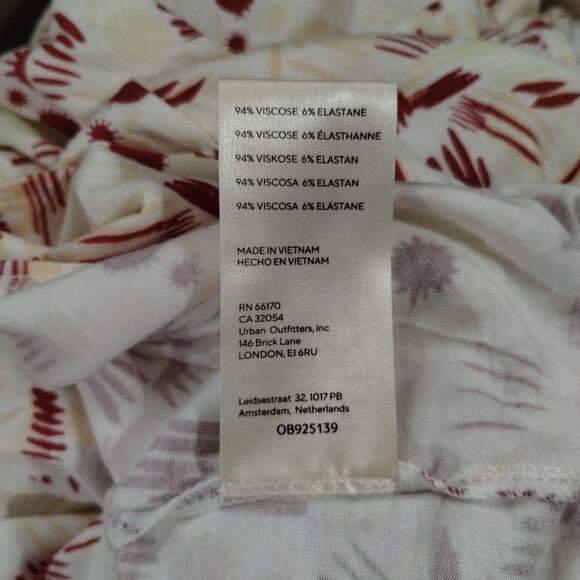 94% VISCOSE 6% ELASTANE
94% VISCOSE 6% ÉLASTHANNE
94% VISKOSE 6% ELASTAN
94% VISCOSA 6% ELASTAN
94% VISCOSA 6% ELASTANE
MADE IN VIETNAM
HECHO EN VIETNAM
RN 66170
CA 32054
Urban Outfitters, Inc
146 Brick Lane
LONDON, E1 6RU
Leidsestraat 32, 1017 PB
Amsterdam, Netherlands
OB925139